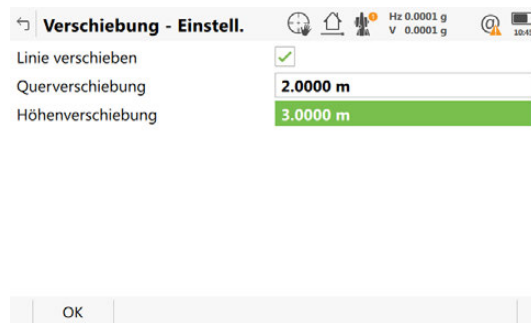 Verschiebung - Einstell.
Hz 0.0001 g
V 0.0001 g
@
Linie verschieben
Querverschiebung 2.0000 m
Höhenverschiebung 3.0000 m
OK